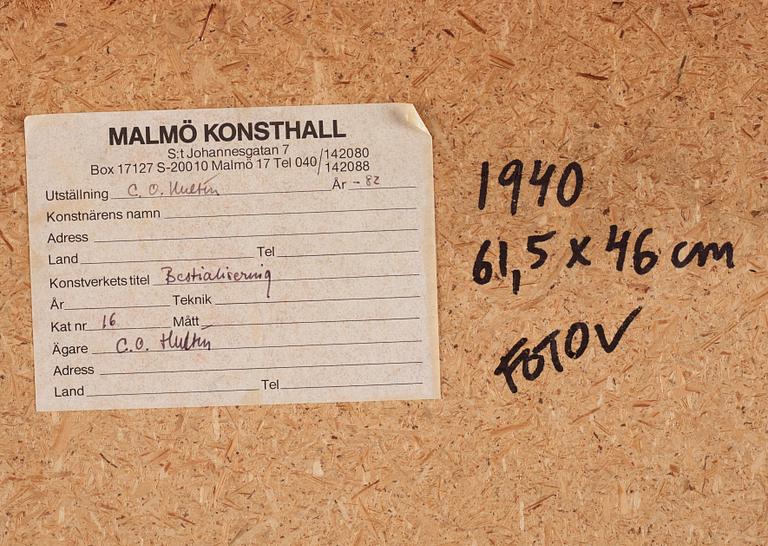 MALMÖ KONSTHALL
S:t Johannesgatan 7
Box 17127 S-200 10 Malmö 17 Tel 040/142080
142088
Utställning C. O. Hultén År - 82
Konstnärens namn
Adress
Land Tel
Konstverkets titel Bestialisering
År Teknik
Kat nr 16 Mått
Ägare C.O. Hultén
Adress
Land Tel
1940
61,5 x 46 cm
FOTO V